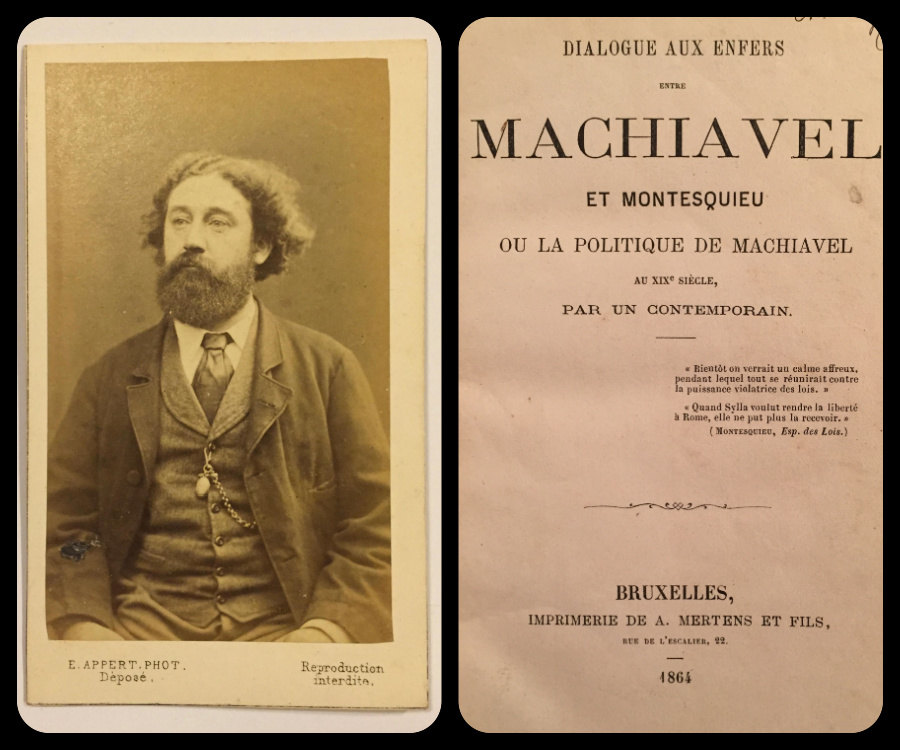 E. APPERT. PHOT.
Déposé.
Reproduction
interdite.
DIALOGUE AUX ENFERS
ENTRE
MACHIAVEL
ET MONTESQUIEU
OU LA POLITIQUE DE MACHIAVEL
AU XIXe SIÈCLE,
PAR UN CONTEMPORAIN.
« Bientôt on verrait un calme affreux,
pendant lequel tout se réunirait contre
la puissance violatrice des lois. »
« Quand Sylla voulut rendre la liberté
à Rome, elle ne put plus la recevoir. »
(MONTESQUIEU, Esp. des Lois.)
BRUXELLES,
IMPRIMERIE DE A. MERTENS ET FILS,
RUE DE L'ESCALIER, 22.
1864